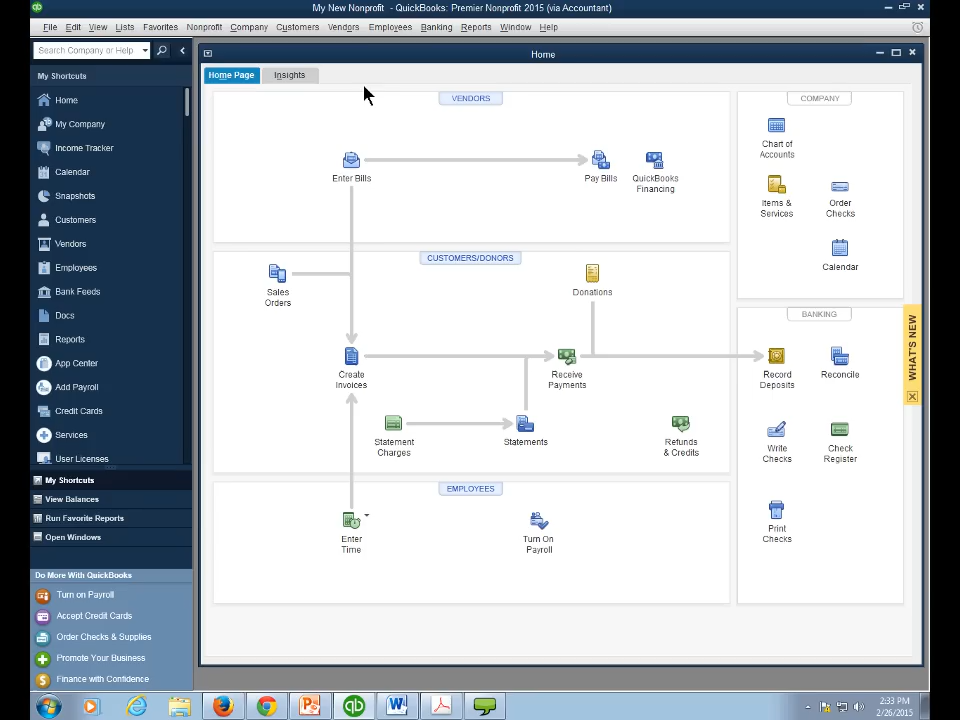 My New Nonprofit - QuickBooks: Premier Nonprofit 2015 (via Accountant)
File Edit View Lists Favorites Nonprofit Company Customers Vendors Employees Banking Reports Window Help
Search Company or Help
My Shortcuts
Home
My Company
Income Tracker
Calendar
Snapshots
Customers
Vendors
Employees
Bank Feeds
Docs
Reports
App Center
Add Payroll
Credit Cards
Services
User Licenses
My Shortcuts
View Balances
Run Favorite Reports
Open Windows
Do More With QuickBooks
Turn on Payroll
Accept Credit Cards
Order Checks & Supplies
Promote Your Business
Finance with Confidence
Home
Home Page Insights
VENDORS
Enter Bills
Pay Bills
QuickBooks
Financing
CUSTOMERS/DONORS
Sales
Orders
Donations
Create
Invoices
Receive
Payments
Statement
Charges
Statements
Refunds
& Credits
EMPLOYEES
Enter
Time
Turn On
Payroll
COMPANY
Chart of
Accounts
Items &
Services
Order
Checks
Calendar
BANKING
Record
Deposits
Reconcile
Write
Checks
Check
Register
Print
Checks
WHAT'S NEW
2:33 PM
2/26/2015